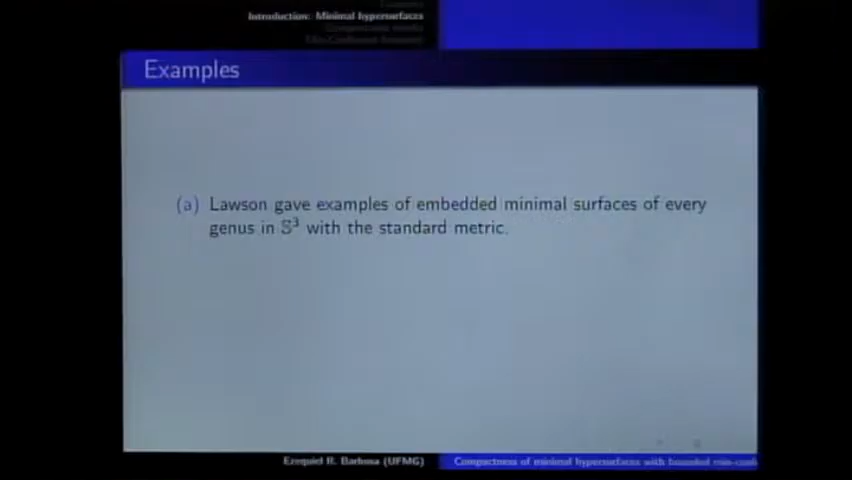 Introduction: Minimal hypersurfaces
Examples
(a) Lawson gave examples of embedded minimal surfaces of every
genus in S³ with the standard metric.
Ezequiel R. Barbosa (UFMG)
Compactness of minimal hypersurfaces with bounded